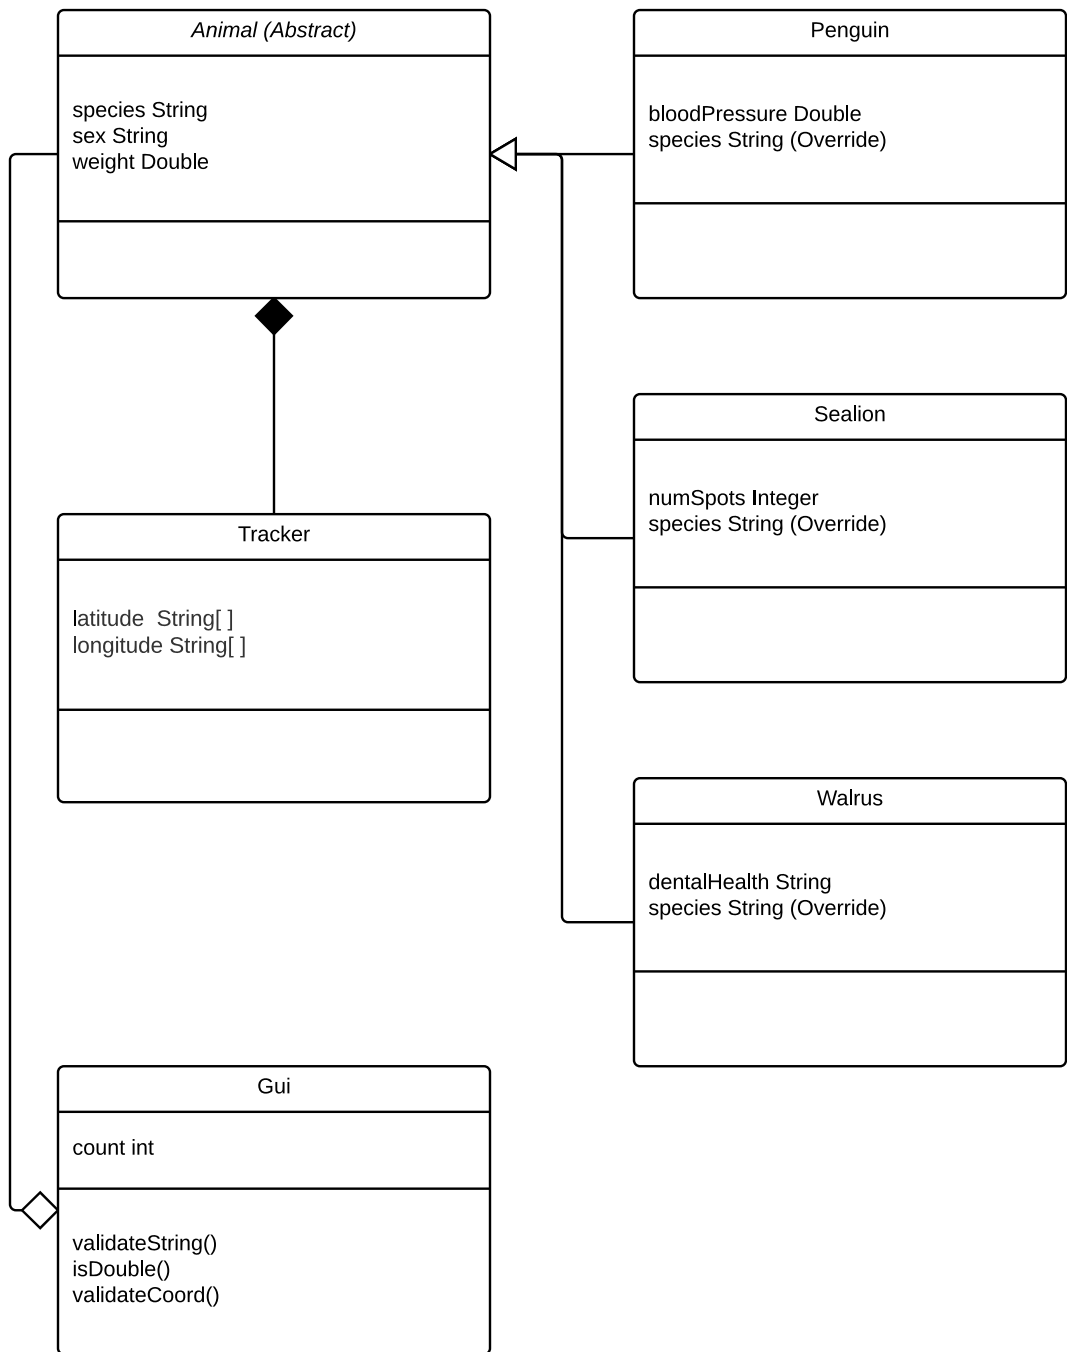 Animal (Abstract)
species String
sex String
weight Double
Penguin
bloodPressure Double
species String (Override)
Sealion
numSpots Integer
species String (Override)
Tracker
latitude  String[ ]
longitude String[ ]
Walrus
dentalHealth String
species String (Override)
Gui
count int
validateString()
isDouble()
validateCoord()